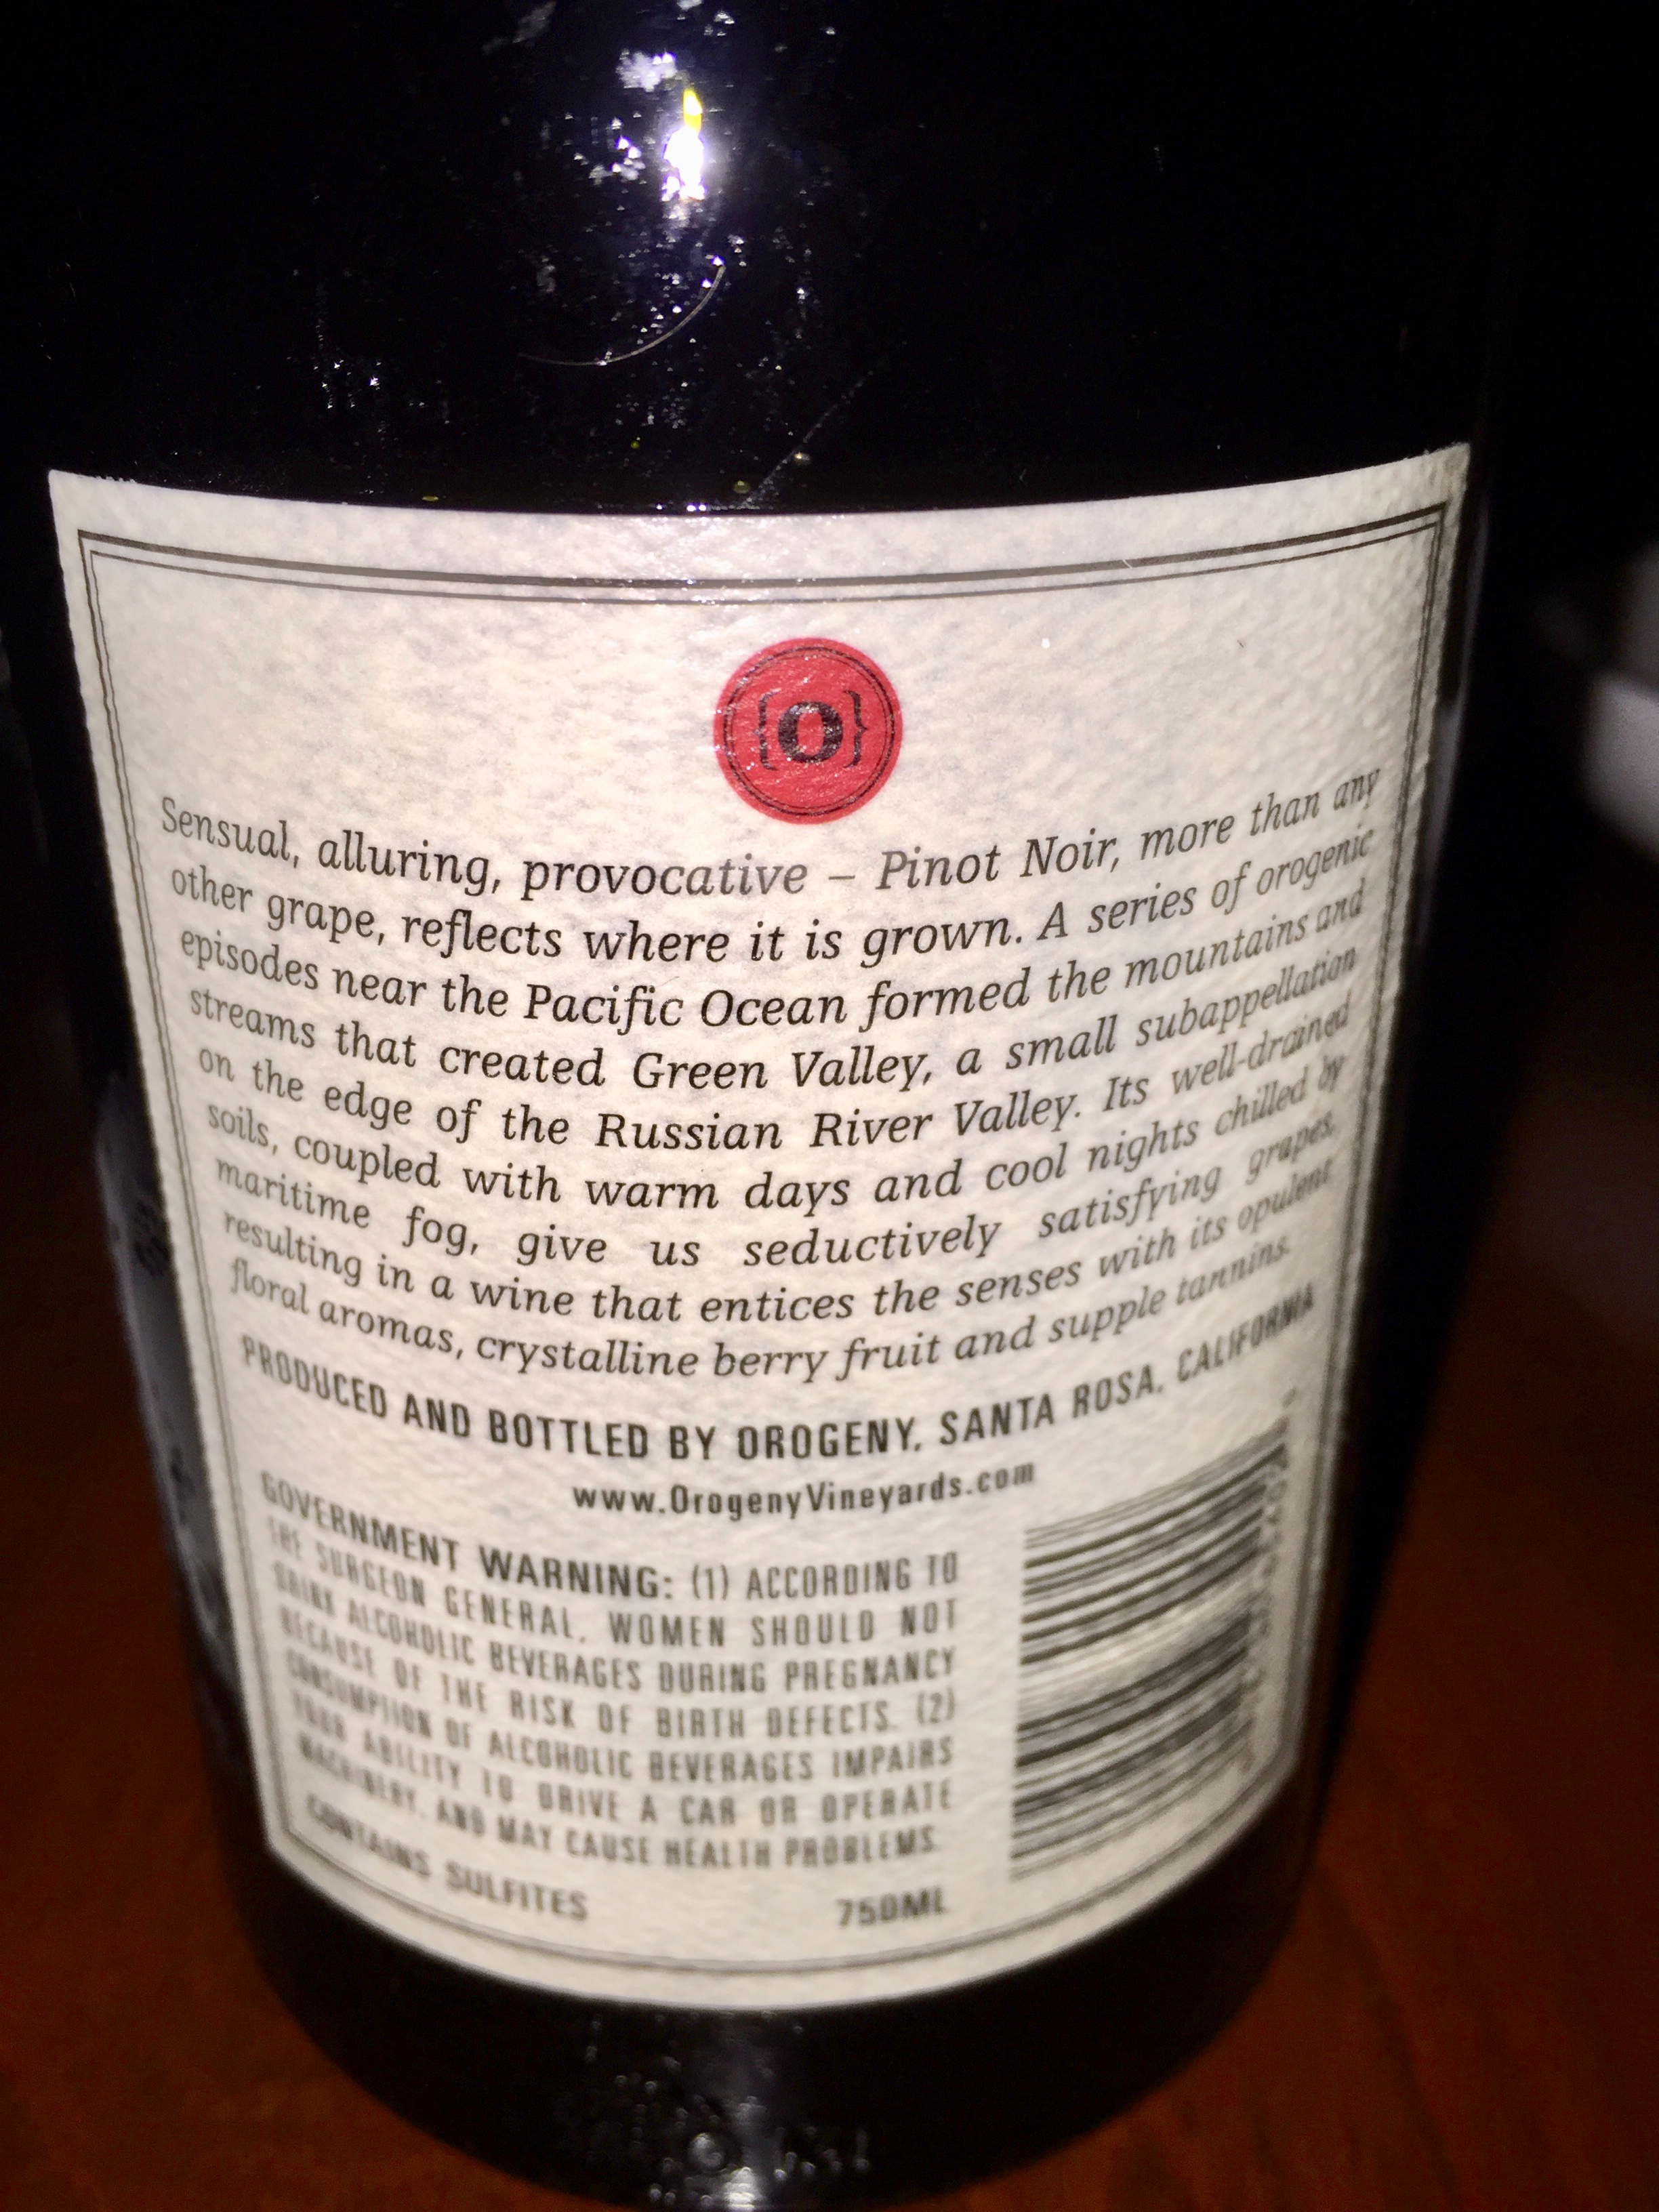 {O}
Sensual, alluring, provocative – Pinot Noir, more than any
other grape, reflects where it is grown. A series of orogenic
episodes near the Pacific Ocean formed the mountains and
streams that created Green Valley, a small subappellation
on the edge of the Russian River Valley. Its well-drained
soils, coupled with warm days and cool nights chilled by
maritime fog, give us seductively satisfying grapes,
resulting in a wine that entices the senses with its opulent
floral aromas, crystalline berry fruit and supple tannins.
PRODUCED AND BOTTLED BY OROGENY, SANTA ROSA, CALIFORNIA
www.OrogenyVineyards.com
GOVERNMENT WARNING: (1) ACCORDING TO
THE SURGEON GENERAL, WOMEN SHOULD NOT
DRINK ALCOHOLIC BEVERAGES DURING PREGNANCY
BECAUSE OF THE RISK OF BIRTH DEFECTS. (2)
CONSUMPTION OF ALCOHOLIC BEVERAGES IMPAIRS
YOUR ABILITY TO DRIVE A CAR OR OPERATE
MACHINERY, AND MAY CAUSE HEALTH PROBLEMS.
CONTAINS SULFITES 750ML